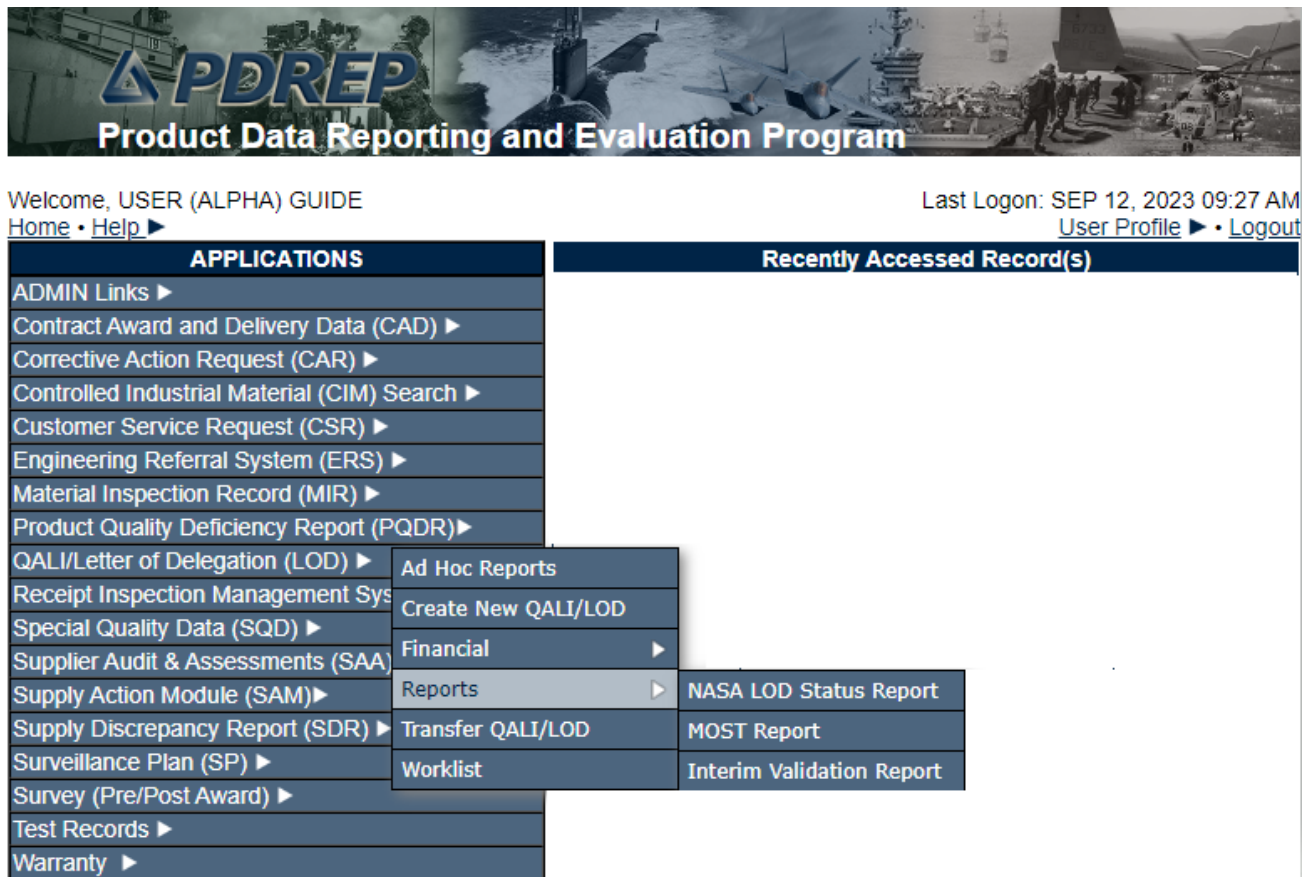 PDREP
Product Data Reporting and Evaluation Program
Welcome, USER (ALPHA) GUIDE
Last Logon: SEP 12, 2023 09:27 AM
Home • Help ▶
User Profile ▶ • Logout
APPLICATIONS
Recently Accessed Record(s)
ADMIN Links ▶
Contract Award and Delivery Data (CAD) ▶
Corrective Action Request (CAR) ▶
Controlled Industrial Material (CIM) Search ▶
Customer Service Request (CSR) ▶
Engineering Referral System (ERS) ▶
Material Inspection Record (MIR) ▶
Product Quality Deficiency Report (PQDR)▶
QALI/Letter of Delegation (LOD) ▶
Receipt Inspection Management Sys
Special Quality Data (SQD) ▶
Supplier Audit & Assessments (SAA)
Supply Action Module (SAM)▶
Supply Discrepancy Report (SDR) ▶
Surveillance Plan (SP) ▶
Survey (Pre/Post Award) ▶
Test Records ▶
Warranty ▶
Ad Hoc Reports
Create New QALI/LOD
Financial ▶
Reports ▷
Transfer QALI/LOD
Worklist
NASA LOD Status Report
MOST Report
Interim Validation Report